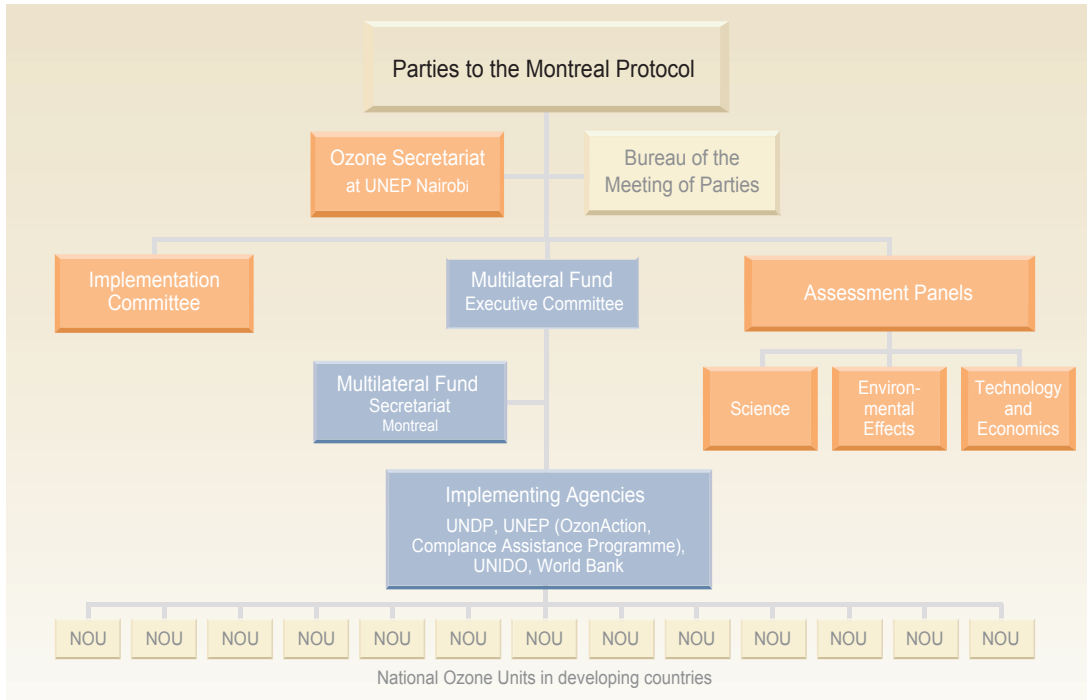 Parties to the Montreal Protocol
Ozone Secretariat
at UNEP Nairobi
Bureau of the
Meeting of Parties
Implementation
Committee
Multilateral Fund
Executive Committee
Assessment Panels
Multilateral Fund
Secretariat
Montreal
Science
Environ-
mental
Effects
Technology
and
Economics
Implementing Agencies
UNDP, UNEP (OzonAction,
Complance Assistance Programme),
UNIDO, World Bank
NOU NOU NOU NOU NOU NOU NOU NOU NOU NOU NOU NOU NOU
National Ozone Units in developing countries